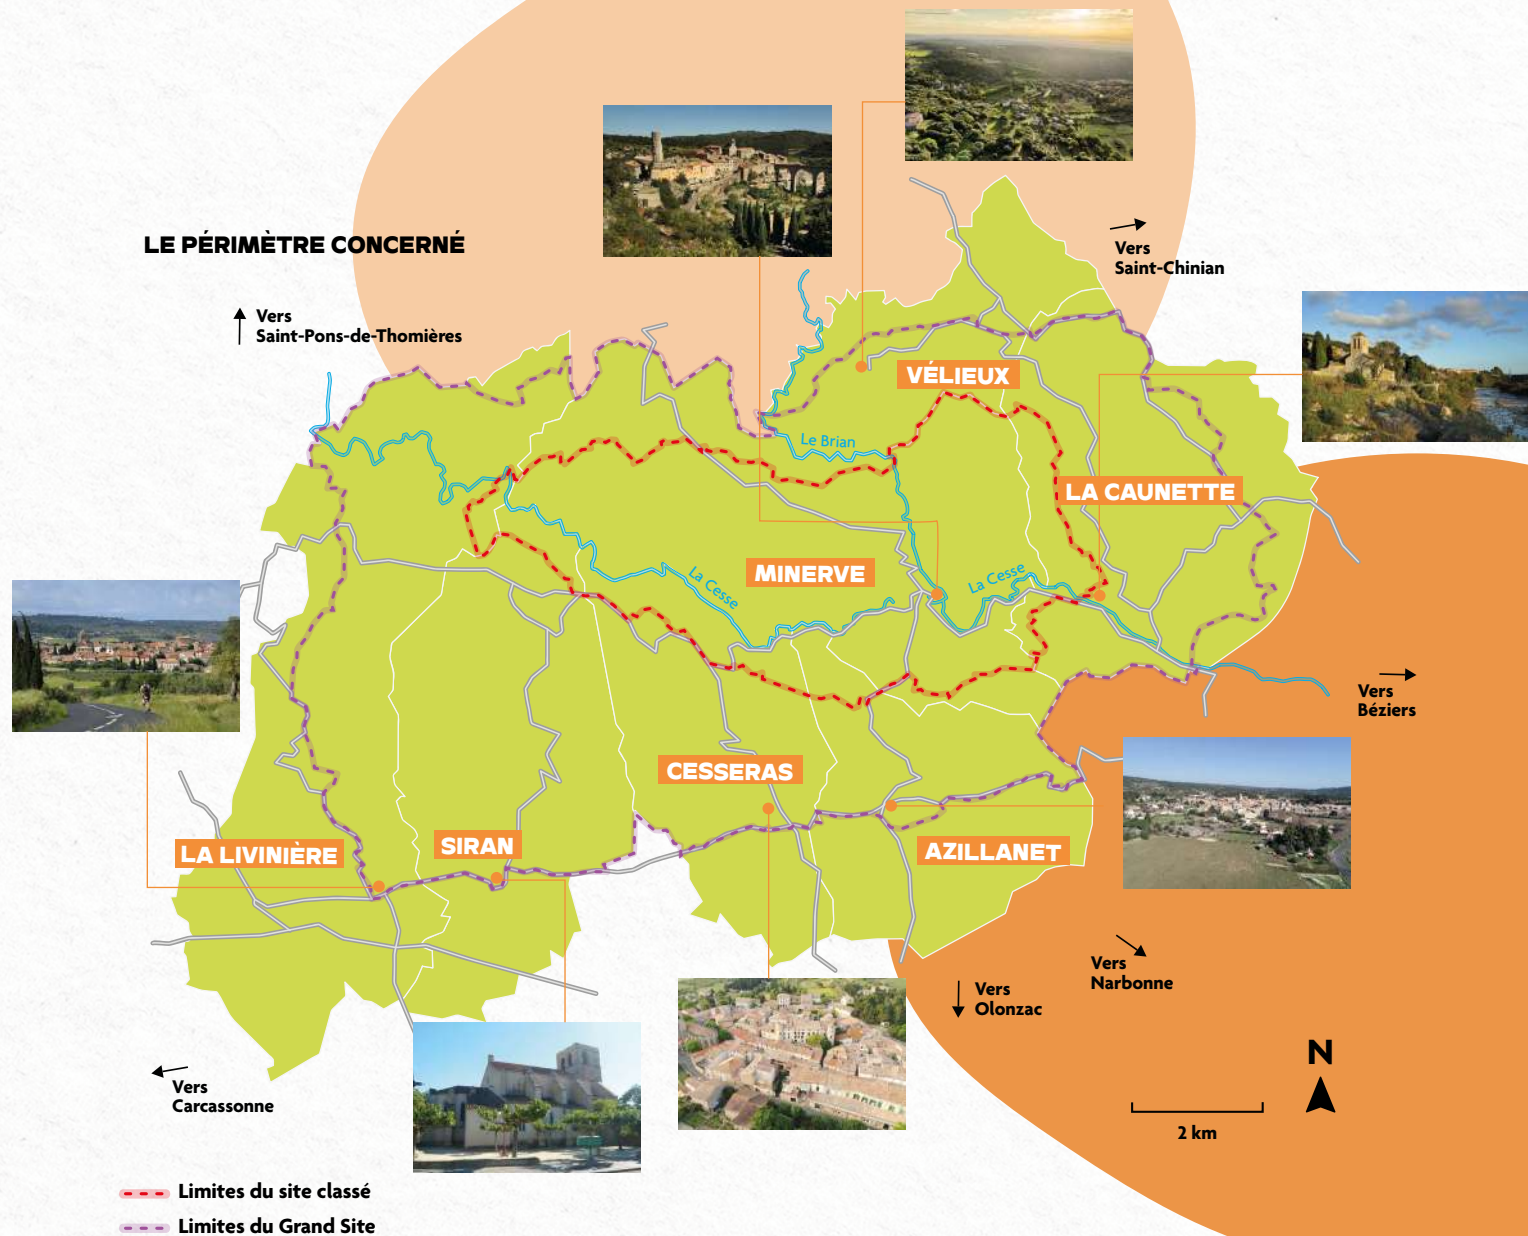 LE PÉRIMÈTRE CONCERNÉ
Vers
Saint-Chinian
Vers
Saint-Pons-de-Thomières
VÉLIEUX
Le Brian
LA CAUNETTE
MINERVE
La Cesse
La Cesse
Vers
Béziers
CESSERAS
LA LIVINIÈRE
SIRAN
AZILLANET
Vers
Narbonne
Vers
Olonzac
N
Vers
Carcassonne
2 km
Limites du site classé
Limites du Grand Site